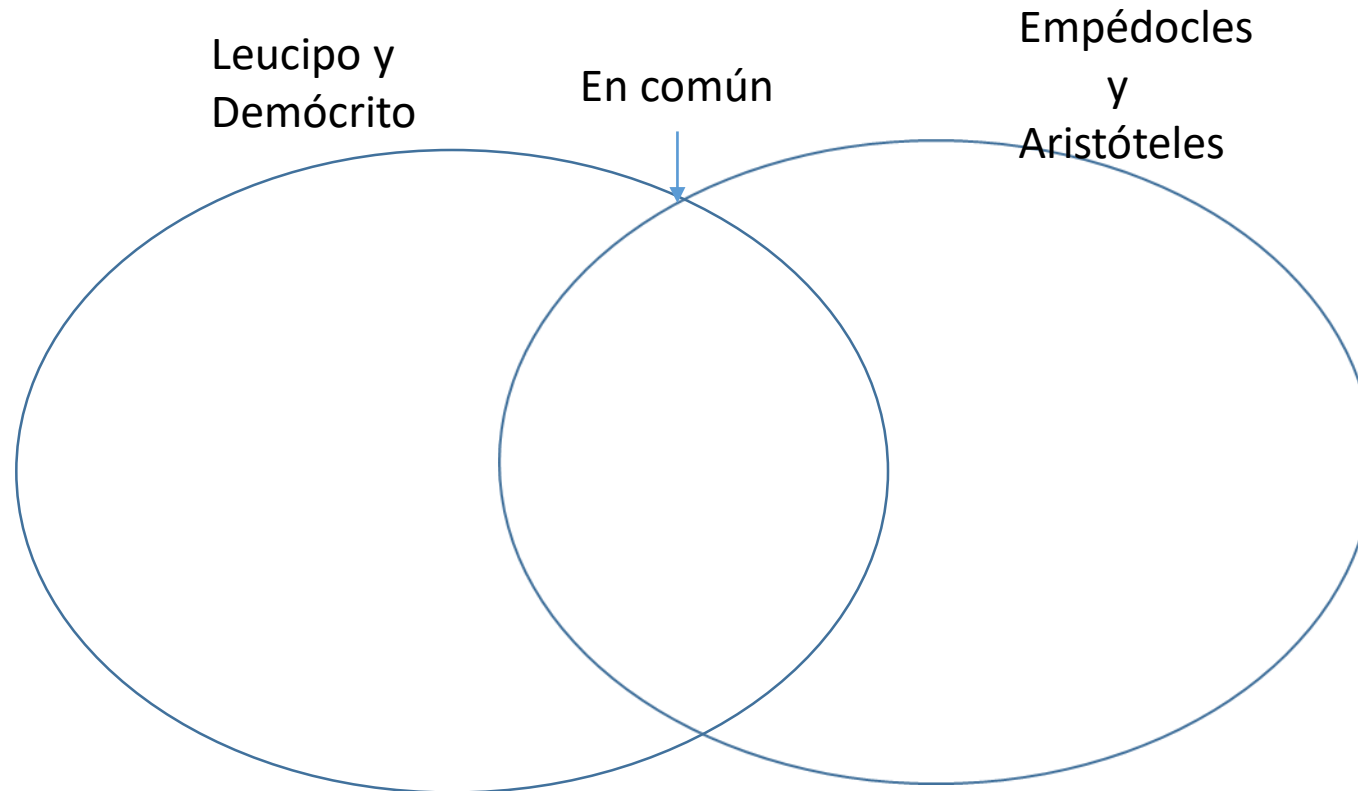 Leucipo y
Demócrito
En común
Empédocles
y
Aristóteles